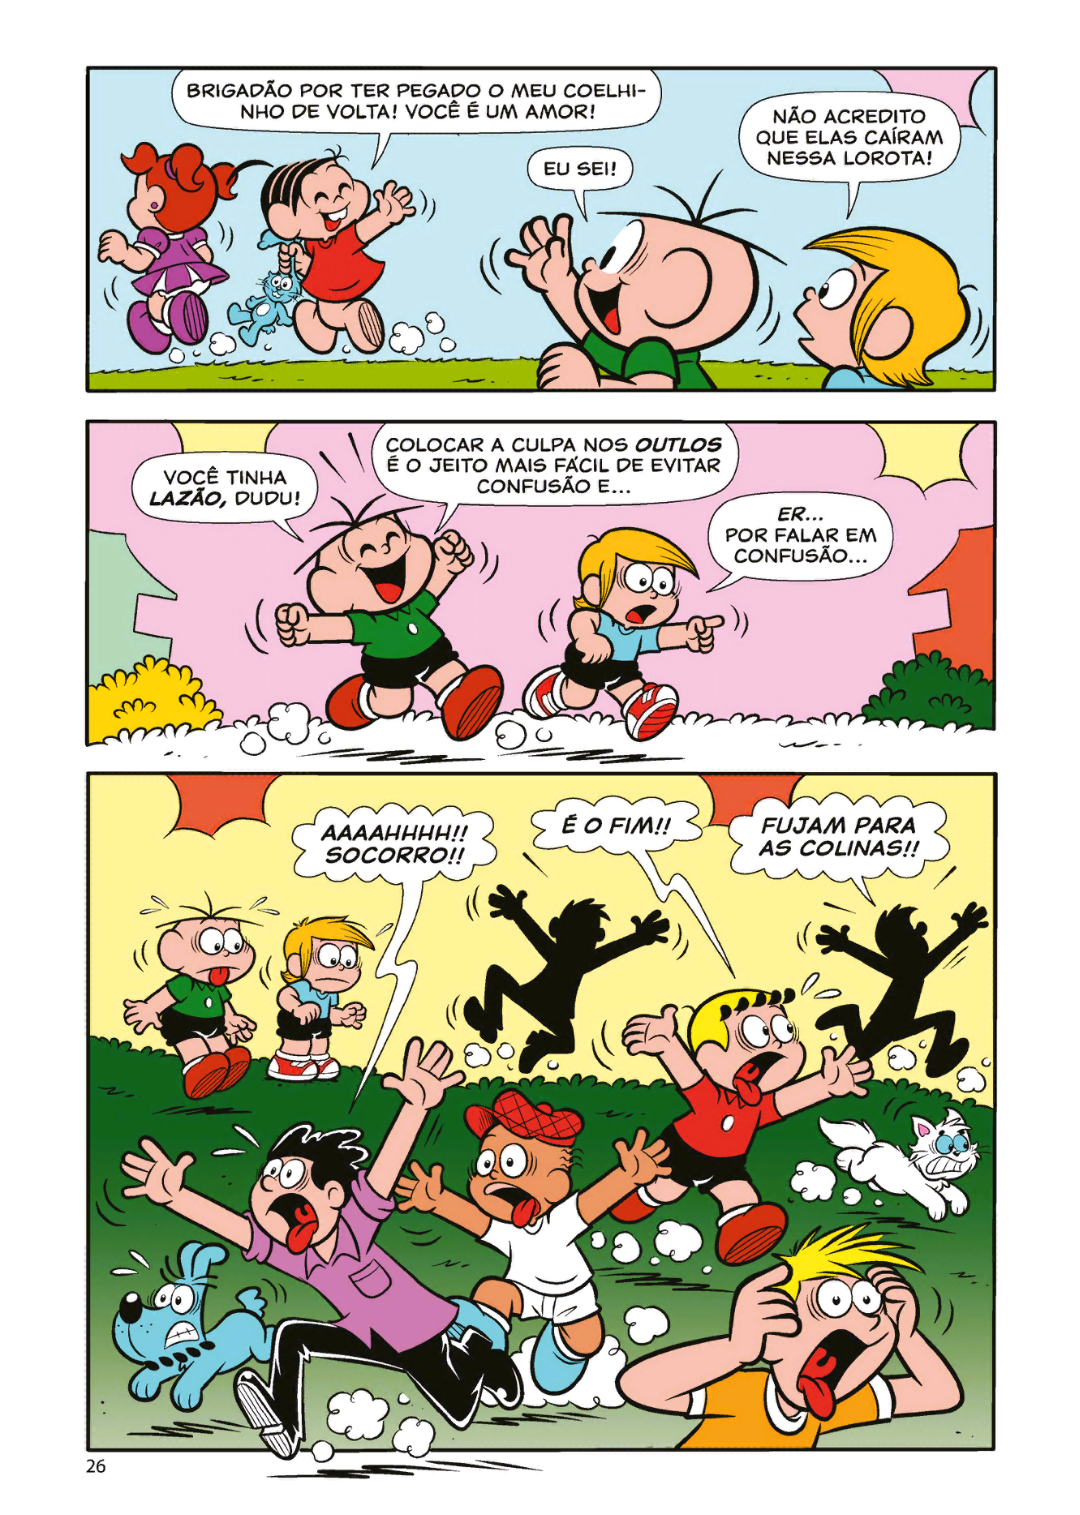 BRIGADÃO POR TER PEGADO O MEU COELHI-
NHO DE VOLTA! VOCÊ É UM AMOR!
EU SEI!
NÃO ACREDITO
QUE ELAS CAÍRAM
NESSA LOROTA!
VOCÊ TINHA
LAZÃO, DUDU!
COLOCAR A CULPA NOS OUTLOS
É O JEITO MAIS FÁCIL DE EVITAR
CONFUSÃO E...
ER...
POR FALAR EM
CONFUSÃO...
AAAAHHHH!!
SOCORRO!!
É O FIM!!
FUJAM PARA
AS COLINAS!!
26